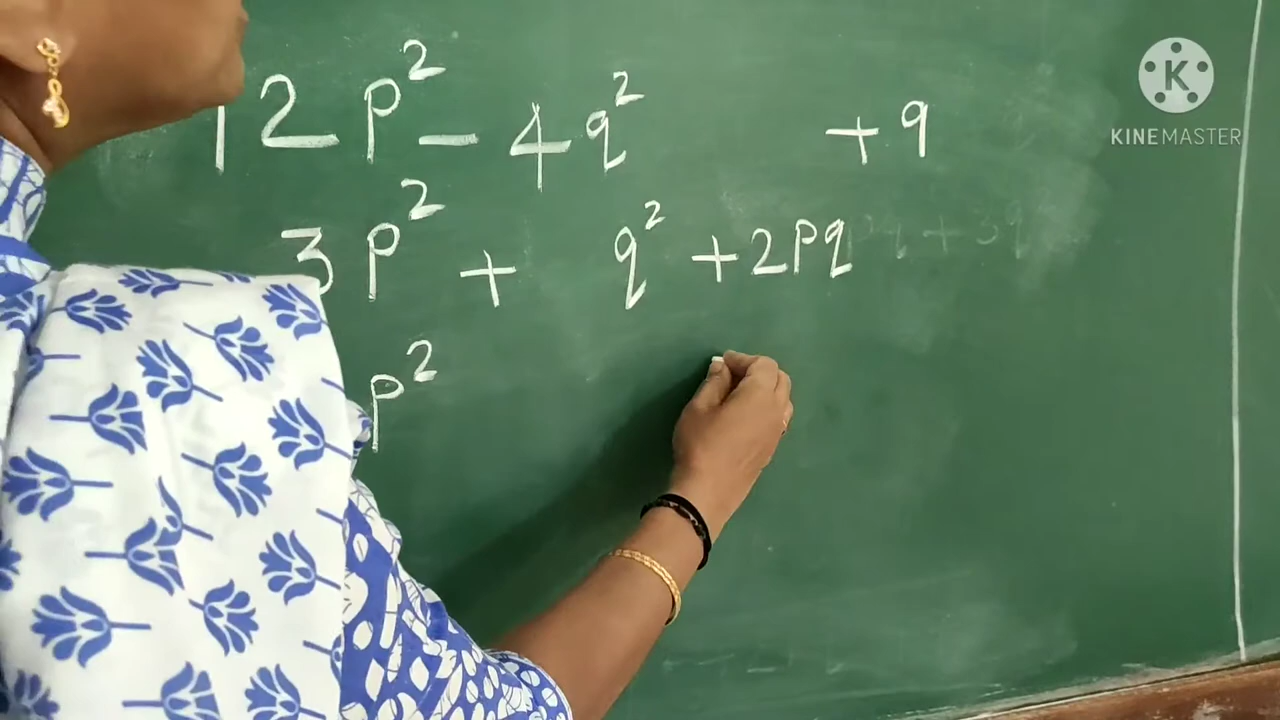 12p² - 4q² + 9
3p² + q² + 2pq
p²
K
KINEMASTER